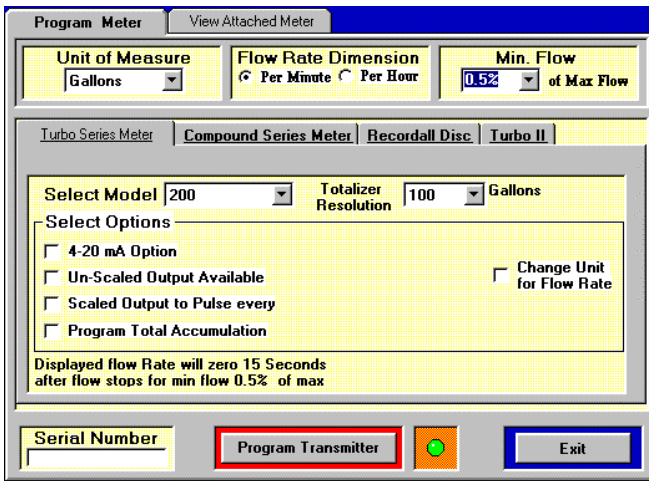 Program Meter
View Attached Meter
Unit of Measure
Gallons
Flow Rate Dimension
Per Minute Per Hour
Min. Flow
0.5% of Max Flow
Turbo Series Meter
Compound Series Meter
Recordall Disc
Turbo II
Select Model 200
Totalizer
Resolution
100 Gallons
Select Options
4-20 mA Option
Un-Scaled Output Available
Scaled Output to Pulse every
Program Total Accumulation
Change Unit
for Flow Rate
Displayed flow Rate will zero 15 Seconds
after flow stops for min flow 0.5% of max
Serial Number
Program Transmitter
Exit